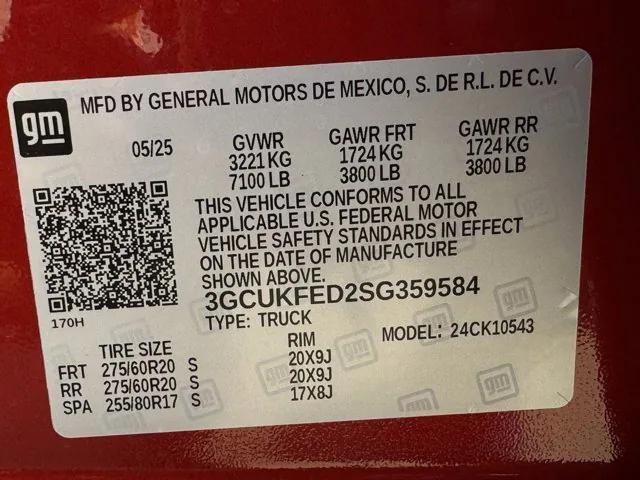 gm
MFD BY GENERAL MOTORS DE MEXICO, S. DE R.L. DE C.V.
05/25 GVWR GAWR FRT GAWR RR
3221 KG 1724 KG 1724 KG
7100 LB 3800 LB 3800 LB
THIS VEHICLE CONFORMS TO ALL
APPLICABLE U.S. FEDERAL MOTOR
VEHICLE SAFETY STANDARDS IN EFFECT
ON THE DATE OF MANUFACTURE
SHOWN ABOVE.
3GCUKFED2SG359584
170H
TYPE: TRUCK MODEL: 24CK10543
TIRE SIZE RIM
FRT 275/60R20 S 20X9J
RR 275/60R20 S 20X9J
SPA 255/80R17 S 17X8J